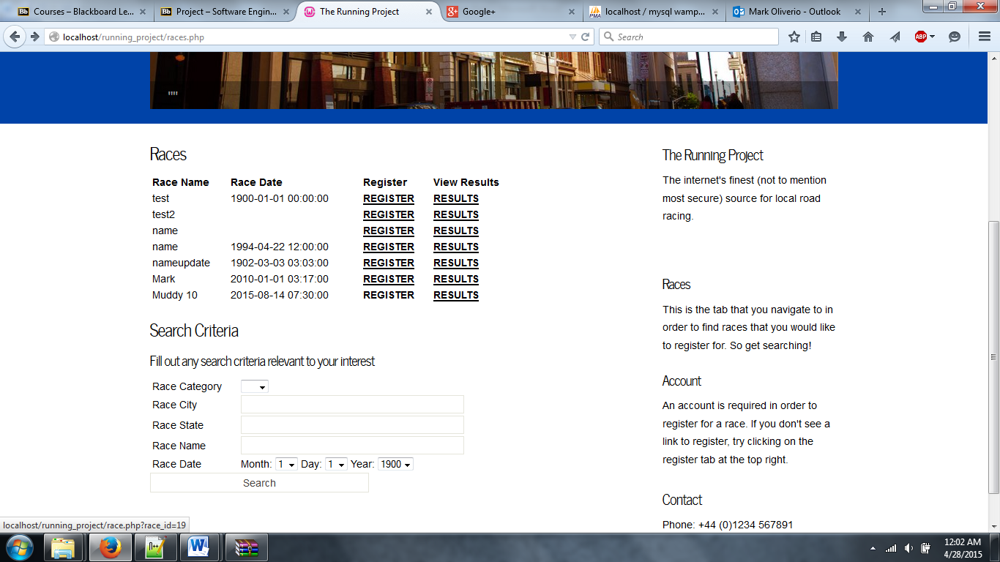 Courses – Blackboard Le...
Project – Software Engin...
The Running Project
Google+
localhost / mysql wamp...
Mark Oliverio - Outlook
localhost/running_project/races.php
Search
ABP
""
Races
Race Name Race Date Register View Results
test 1900-01-01 00:00:00 REGISTER RESULTS
test2 REGISTER RESULTS
name REGISTER RESULTS
name 1994-04-22 12:00:00 REGISTER RESULTS
nameupdate 1902-03-03 03:03:00 REGISTER RESULTS
Mark 2010-01-01 03:17:00 REGISTER RESULTS
Muddy 10 2015-08-14 07:30:00 REGISTER RESULTS
Search Criteria
Fill out any search criteria relevant to your interest
Race Category
Race City
Race State
Race Name
Race Date Month: 1 Day: 1 Year: 1900
Search
The Running Project
The internet's finest (not to mention
most secure) source for local road
racing.
Races
This is the tab that you navigate to in
order to find races that you would like
to register for. So get searching!
Account
An account is required in order to
register for a race. If you don't see a
link to register, try clicking on the
register tab at the top right.
Contact
Phone: +44 (0)1234 567891
localhost/running_project/race.php?race_id=19
12:02 AM
4/28/2015